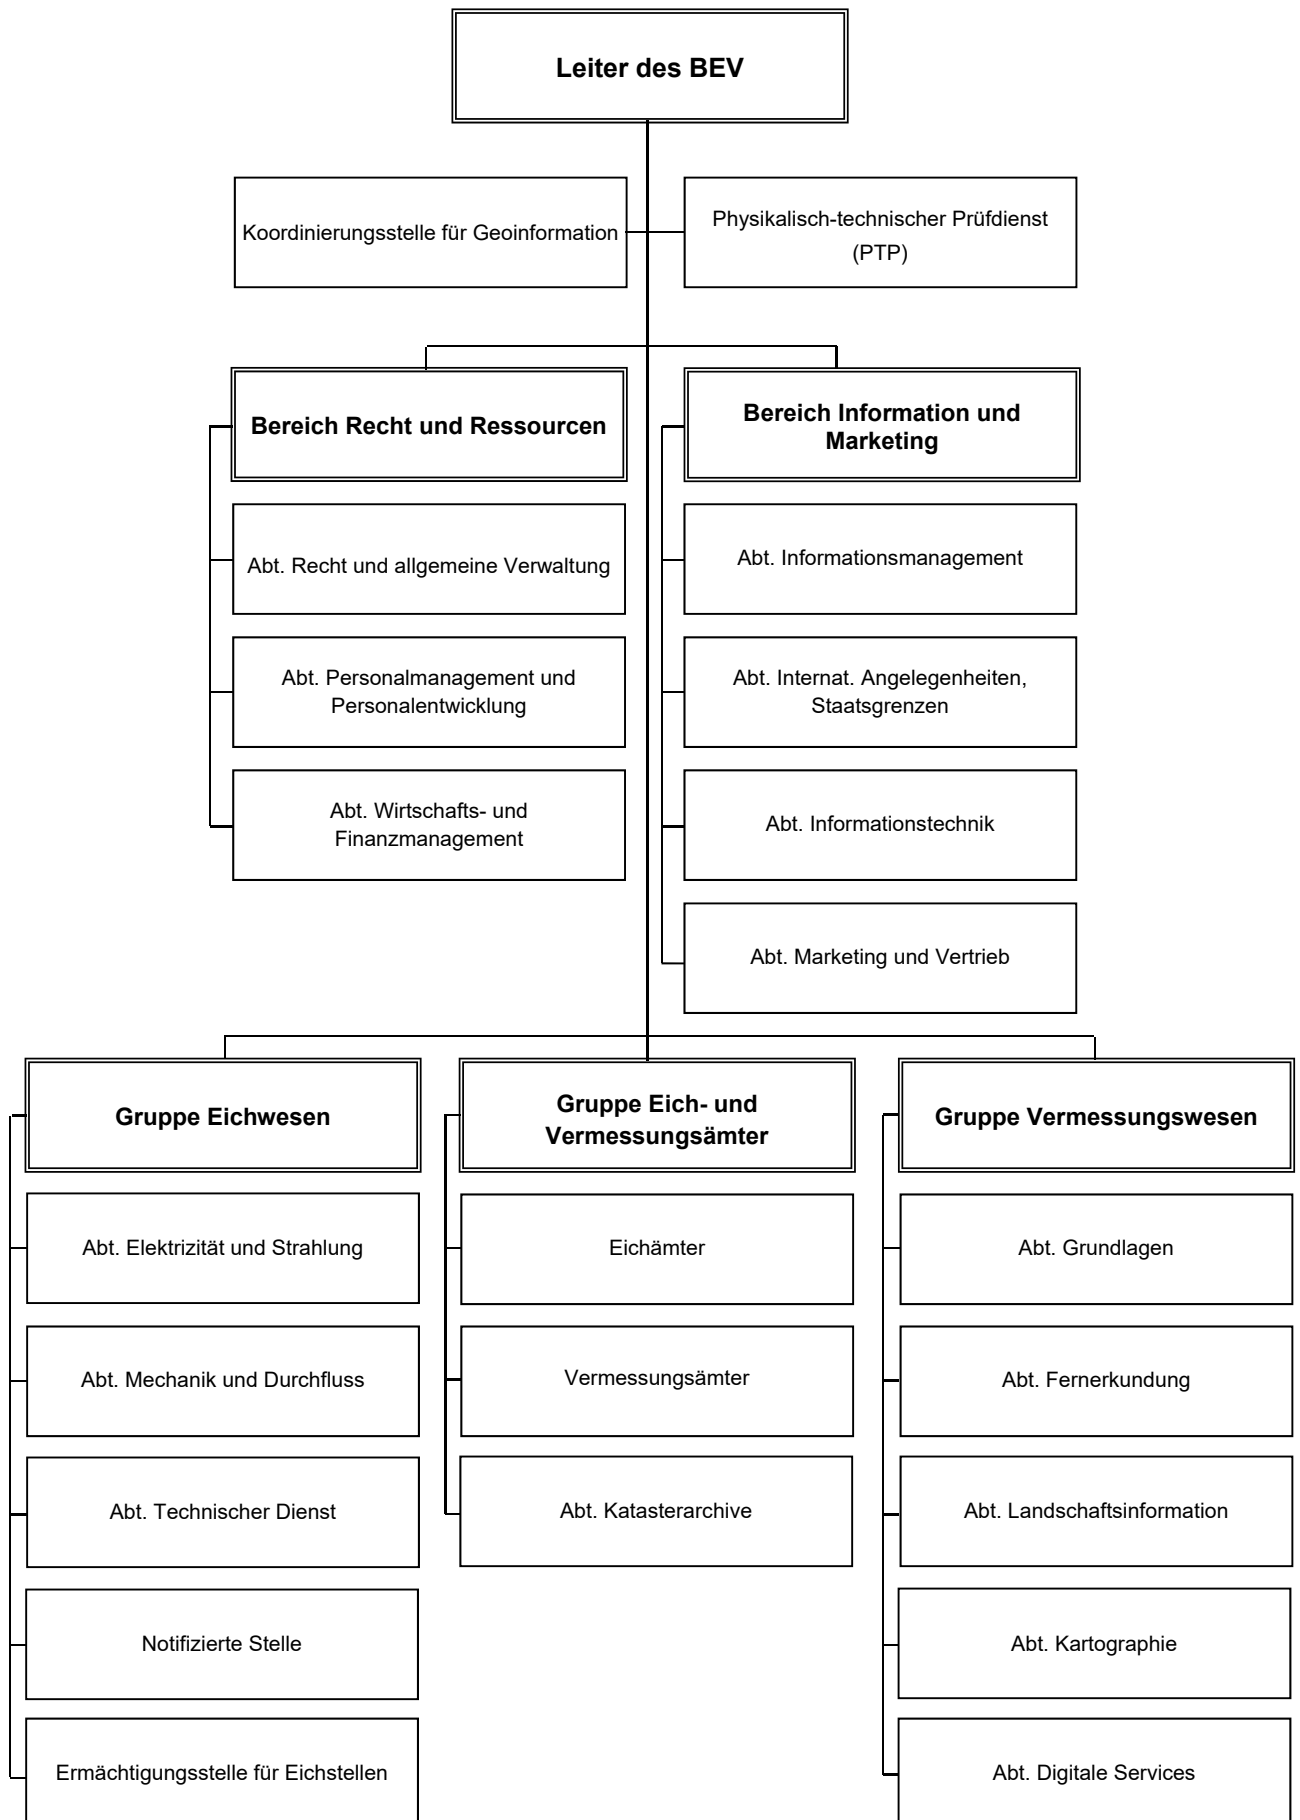 Leiter des BEV
Koordinierungsstelle für Geoinformation
Physikalisch-technischer Prüfdienst
(PTP)
Bereich Recht und Ressourcen
Abt. Recht und allgemeine Verwaltung
Abt. Personalmanagement und
Personalentwicklung
Abt. Wirtschafts- und
Finanzmanagement
Bereich Information und
Marketing
Abt. Informationsmanagement
Abt. Internat. Angelegenheiten,
Staatsgrenzen
Abt. Informationstechnik
Abt. Marketing und Vertrieb
Gruppe Eichwesen
Abt. Elektrizität und Strahlung
Abt. Mechanik und Durchfluss
Abt. Technischer Dienst
Notifizierte Stelle
Ermächtigungsstelle für Eichstellen
Gruppe Eich- und
Vermessungsämter
Eichämter
Vermessungsämter
Abt. Katasterarchive
Gruppe Vermessungswesen
Abt. Grundlagen
Abt. Fernerkundung
Abt. Landschaftsinformation
Abt. Kartographie
Abt. Digitale Services